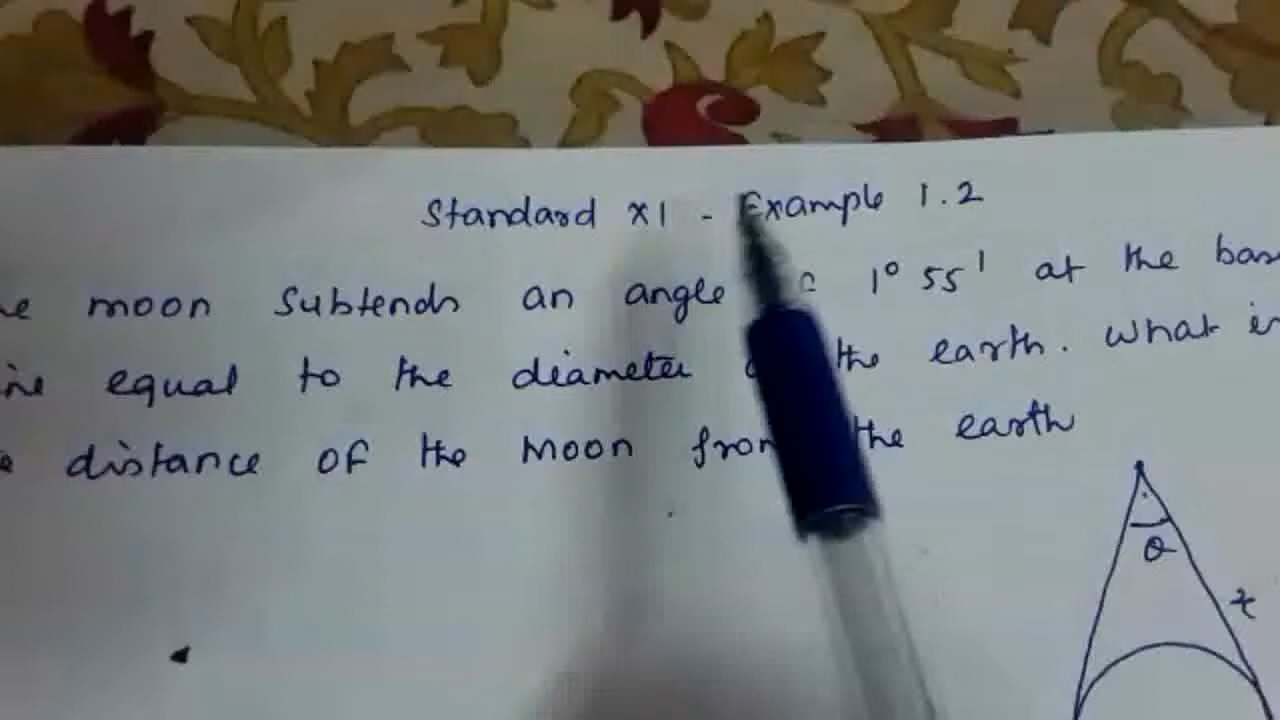 Standard XI - Example 1.2
moon subtends an angle 1° 55' at the
equal to the diameter the earth. What
distance of the moon from the earth
θ